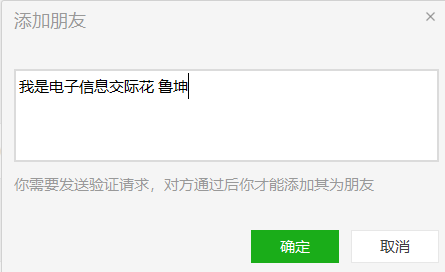 添加朋友
我是电子信息交际花 鲁坤
你需要发送验证请求，对方通过后你才能添加其为朋友
确定
取消